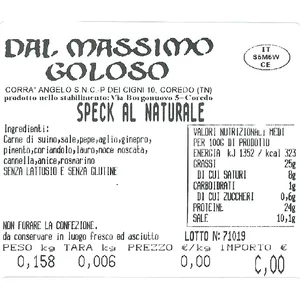 DAL MASSIMO
GOLOSO
IT
S6M6W
CE
CORRA' ANGELO S.N.C.-P DEI CIGNI 10, COREDO (TN)
prodotto nello stabilimento: Via Borgonuovo 5-Coredo
SPECK AL NATURALE
Ingredienti:
Carne di suino,sale,pepe,aglio,ginepro,
pimento,coriandolo,lauro,noce moscata,
cannella,anice,rosmarino
SENZA LATTOSIO E SENZA GLUTINE
VALORI NUTRIZIONALI MEDI
PER 100G DI PRODOTTO
ENERGIA kJ 1352 / kcal 323
GRASSI 25g
di CUI SATURI 8g
CARBOIDRATI 1g
di CUI ZUCCHERI 0,6g
PROTEINE 24g
SALE 10,1g
NON FORARE LA CONFEZIONE.
da conservare in luogo fresco ed asciutto
LOTTO N: 71019
PESO kg TARA kg PREZZO €/kg IMPORTO €
0,158 0,006 0,00 C,00